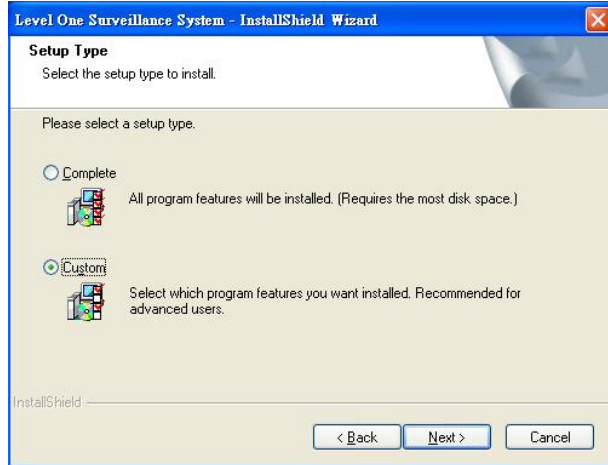 Level One Surveillance System - InstallShield Wizard
Setup Type
Select the setup type to install.
Please select a setup type.
Complete
All program features will be installed. (Requires the most disk space.)
Custom
Select which program features you want installed. Recommended for
advanced users.
InstallShield
< Back
Next >
Cancel